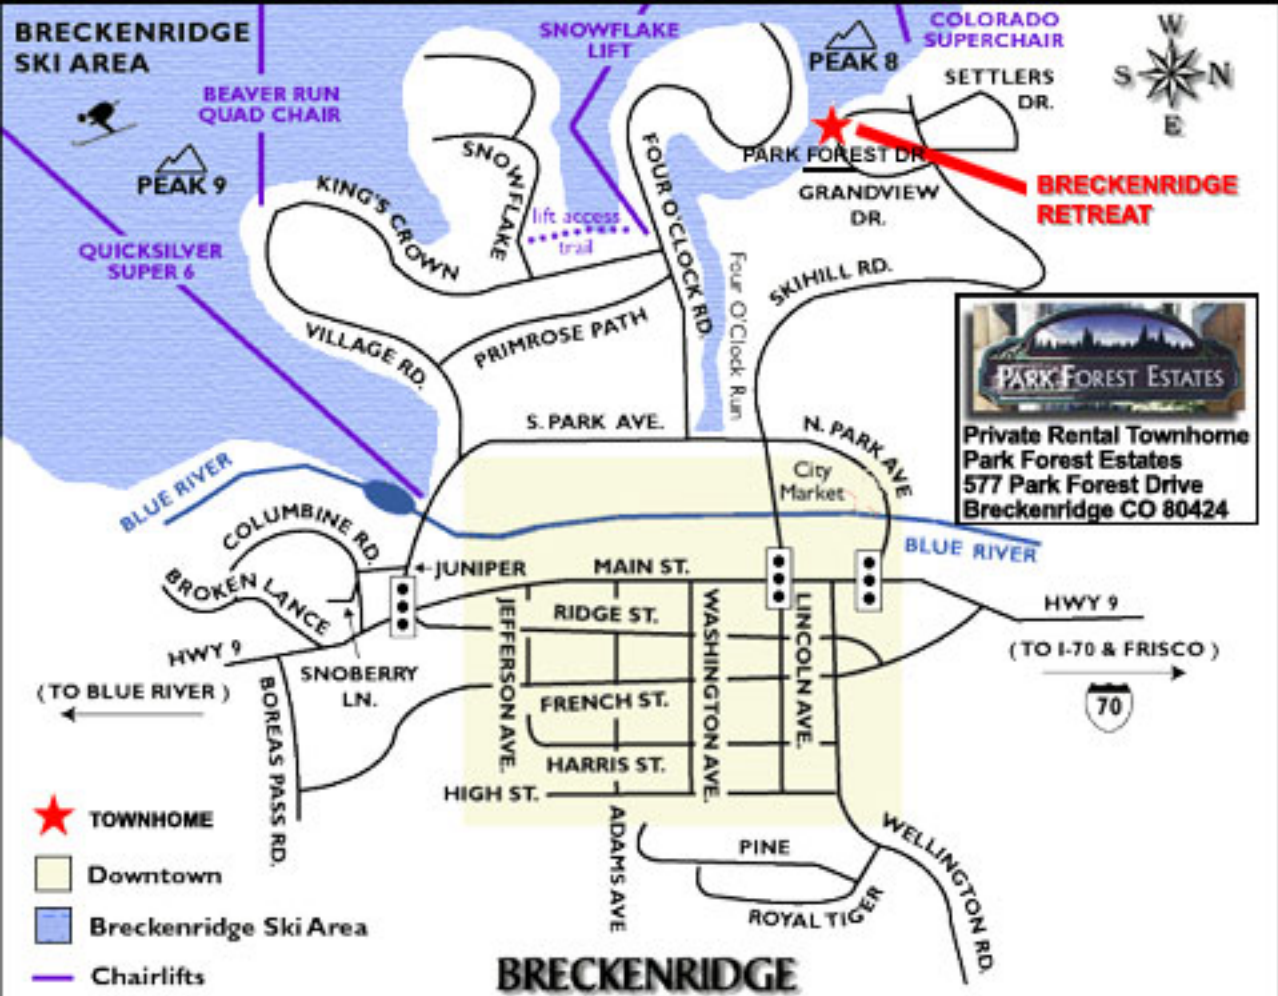 BRECKENRIDGE
SKI AREA
SNOWFLAKE
LIFT
PEAK 8
COLORADO
SUPERCHAIR
W
S N
E
SETTLERS
DR.
BEAVER RUN
QUAD CHAIR
PEAK 9
KING'S CROWN
SNOWFLAKE
FOUR O'CLOCK RD.
PARK FOREST DR.
GRANDVIEW
DR.
BRECKENRIDGE
RETREAT
lift access
trail
QUICKSILVER
SUPER 6
Four O'Clock Run
SKIHILL RD.
VILLAGE RD.
PRIMROSE PATH
PARK FOREST ESTATES
Private Rental Townhome
Park Forest Estates
577 Park Forest Drive
Breckenridge CO 80424
S. PARK AVE.
N. PARK AVE
City
Market
BLUE RIVER
BLUE RIVER
COLUMBINE RD.
JUNIPER
MAIN ST.
BROKEN LANCE
RIDGE ST.
JEFFERSON AVE.
WASHINGTON AVE.
LINCOLN AVE.
HWY 9
HWY 9
(TO I-70 & FRISCO )
70
SNOBERRY
LN.
( TO BLUE RIVER )
BOREAS PASS RD.
FRENCH ST.
HARRIS ST.
HIGH ST.
ADAMS AVE
PINE
ROYAL TIGER
WELLINGTON RD.
TOWNHOME
Downtown
Breckenridge Ski Area
Chairlifts
BRECKENRIDGE